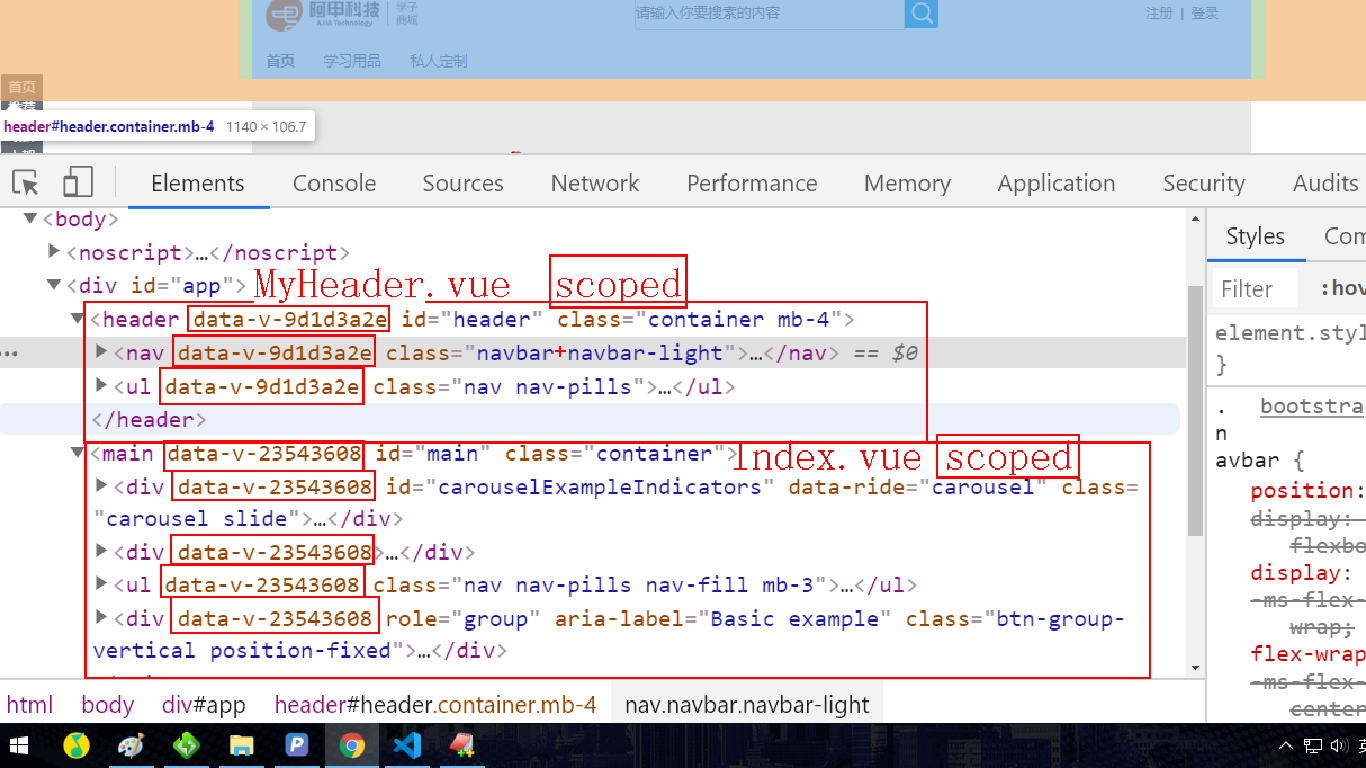 阿甲科技
AJIA Technology
学子
商城
请输入你要搜索的内容
注册 | 登录
首页 学习用品 私人定制
首页
header#header.container.mb-4 1140 × 106.7
Elements Console Sources Network Performance Memory Application Security Audits
<body>
<noscript>…</noscript>
<div id="app">
MyHeader.vue scoped
<header data-v-9d1d3a2e id="header" class="container mb-4">
<nav data-v-9d1d3a2e class="navbar+navbar-light">…</nav> == $0
<ul data-v-9d1d3a2e class="nav nav-pills">…</ul>
</header>
<main data-v-23543608 id="main" class="container">
Index.vue scoped
<div data-v-23543608 id="carouselExampleIndicators" data-ride="carousel" class=
"carousel slide">…</div>
<div data-v-23543608>…</div>
<ul data-v-23543608 class="nav nav-pills nav-fill mb-3">…</ul>
<div data-v-23543608 role="group" aria-label="Basic example" class="btn-group-
vertical position-fixed">…</div>
html body div#app header#header.container.mb-4 nav.navbar.navbar-light
Styles Com
Filter :hov
element.styl
}
. bootstra
n
avbar {
position:
display:
flexbo
display:
-ms-flex-
wrap;
flex-wrap
-ms-flex-
center